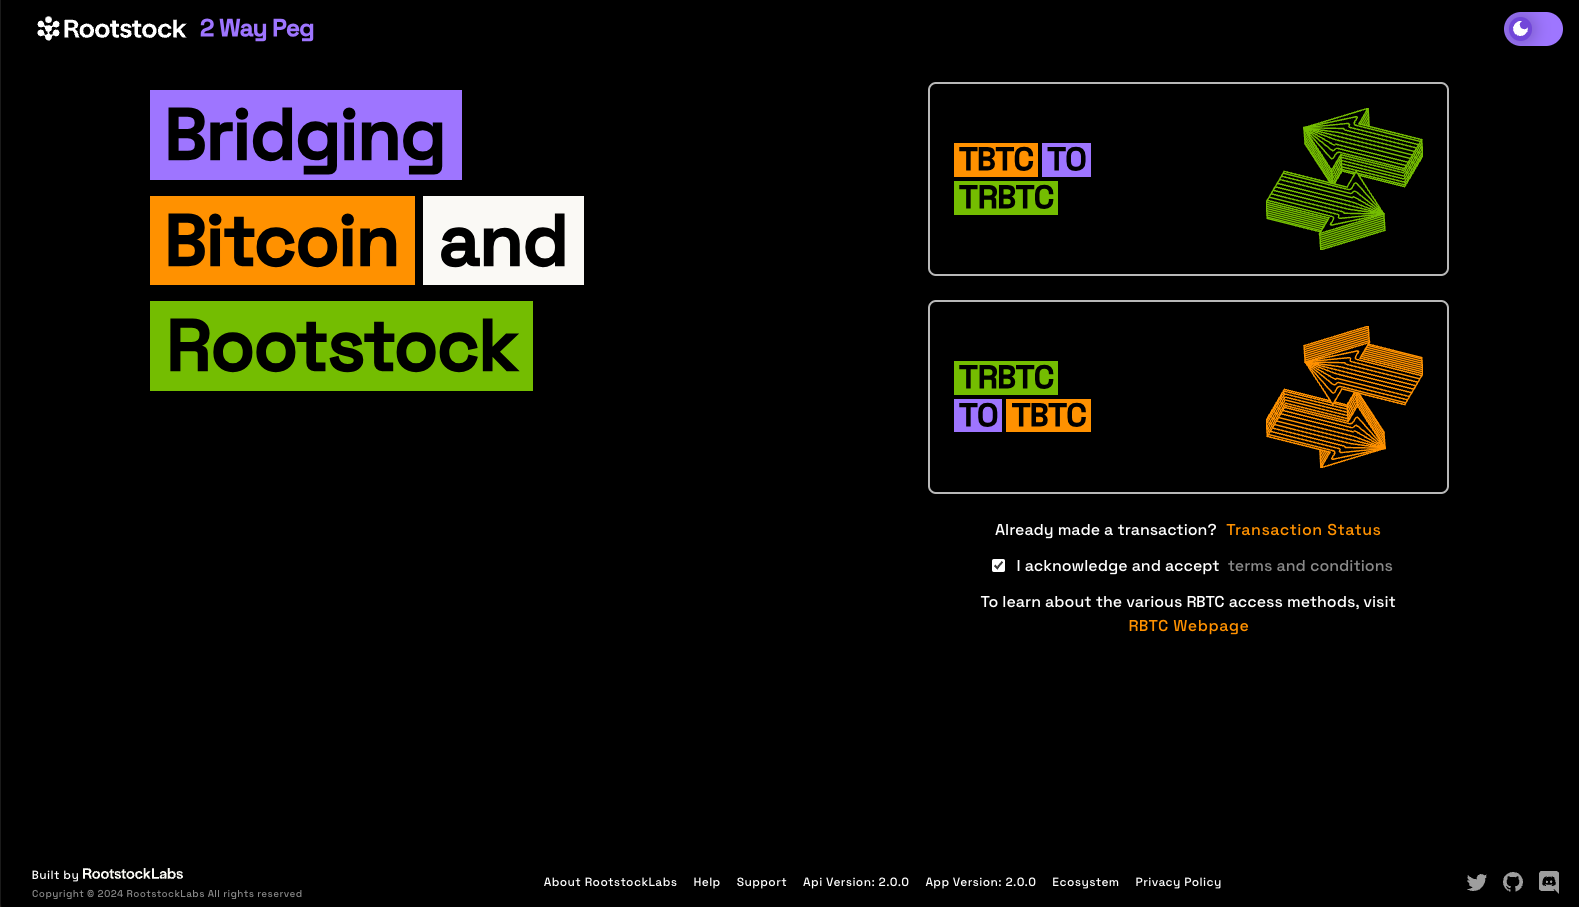 Rootstock 2 Way Peg
Bridging
Bitcoin and
Rootstock
TBTC TO
TRBTC
TRBTC
TO TBTC
Already made a transaction? Transaction Status
I acknowledge and accept terms and conditions
To learn about the various RBTC access methods, visit
RBTC Webpage
Built by RootstockLabs
Copyright © 2024 RootstockLabs All rights reserved
About RootstockLabs Help Support Api Version: 2.0.0 App Version: 2.0.0 Ecosystem Privacy Policy